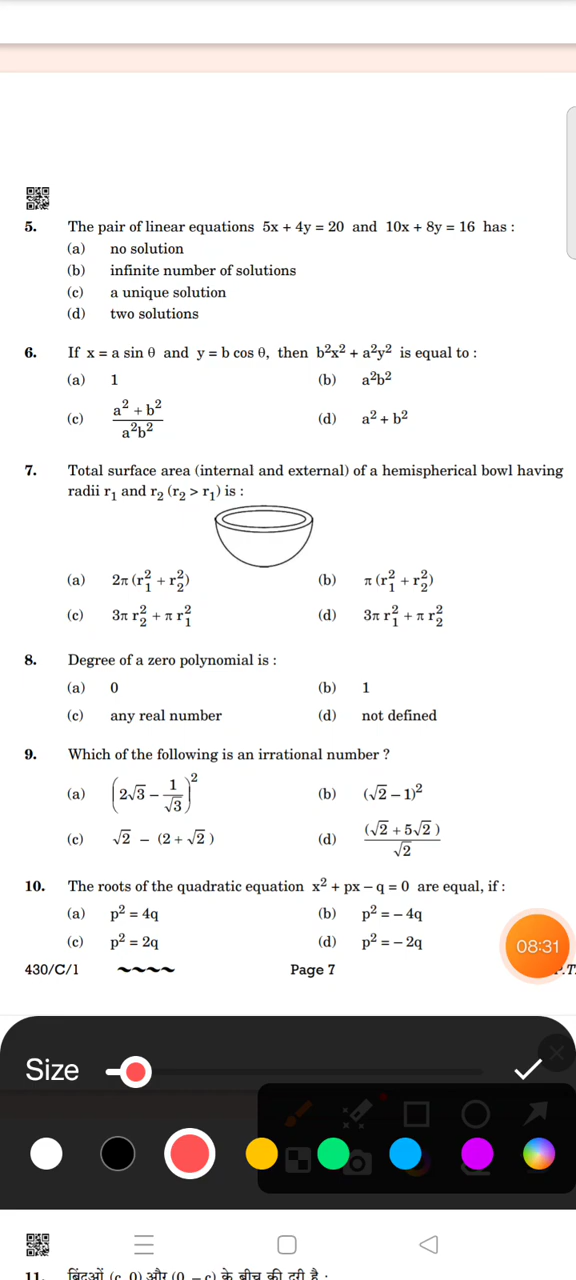 5. The pair of linear equations 5x + 4y = 20 and 10x + 8y = 16 has :
(a) no solution
(b) infinite number of solutions
(c) a unique solution
(d) two solutions
6. If x = a sin θ and y = b cos θ, then b²x² + a²y² is equal to :
(a) 1 (b) a²b²
(c) (a² + b²)/(a²b²) (d) a² + b²
7. Total surface area (internal and external) of a hemispherical bowl having
radii r₁ and r₂ (r₂ > r₁) is :
(a) 2π (r₁² + r₂²) (b) π (r₁² + r₂²)
(c) 3π r₂² + π r₁² (d) 3π r₁² + π r₂²
8. Degree of a zero polynomial is :
(a) 0 (b) 1
(c) any real number (d) not defined
9. Which of the following is an irrational number ?
(a) (2√3 – 1/√3)² (b) (√2 – 1)²
(c) √2 – (2 + √2 ) (d) (√2 + 5√2 )/√2
10. The roots of the quadratic equation x² + px – q = 0 are equal, if :
(a) p² = 4q (b) p² = – 4q
(c) p² = 2q (d) p² = – 2q
08:31
430/C/1 ~~~~ Page 7
Size
11. बिंदुओं (c, 0) और (0, – c) के बीच की दूरी है :